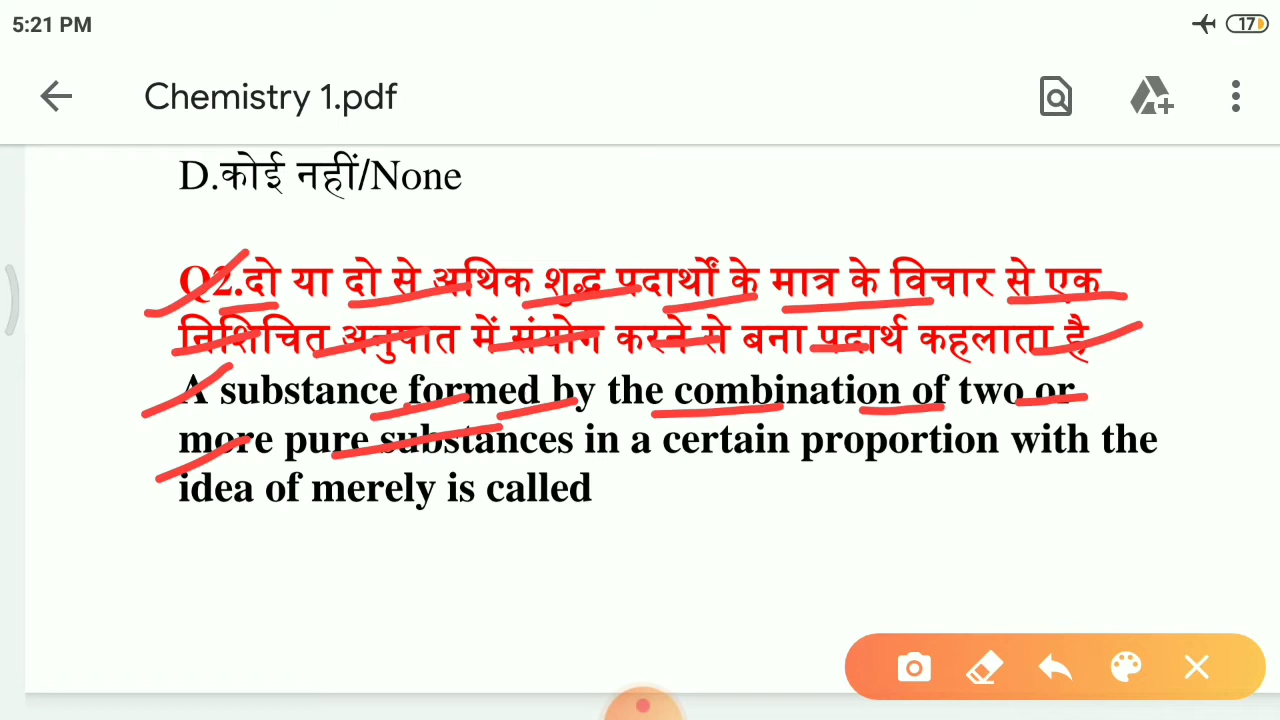 5:21 PM
17
Chemistry 1.pdf
D.कोई नहीं/None
Q2.दो या दो से अथिक शुद्ध पदार्थों के मात्र के विचार से एक
निशिचित अनुपात में संयोग करने से बना पदार्थ कहलाता है
A substance formed by the combination of two or
more pure substances in a certain proportion with the
idea of merely is called